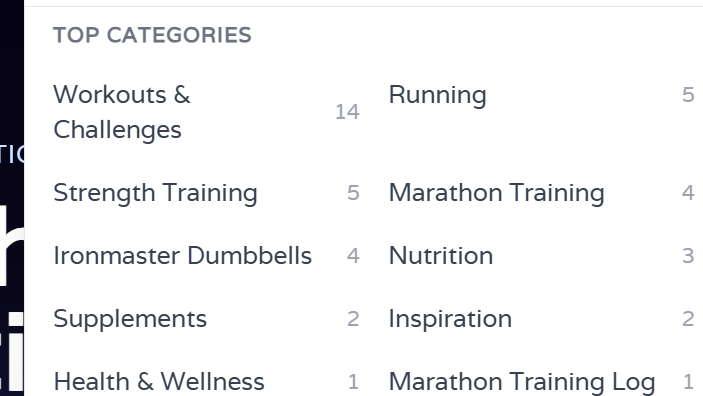 TOP CATEGORIES
Workouts &
Challenges 14
Running 5
Strength Training 5
Marathon Training 4
Ironmaster Dumbbells 4
Nutrition 3
Supplements 2
Inspiration 2
Health & Wellness 1
Marathon Training Log 1